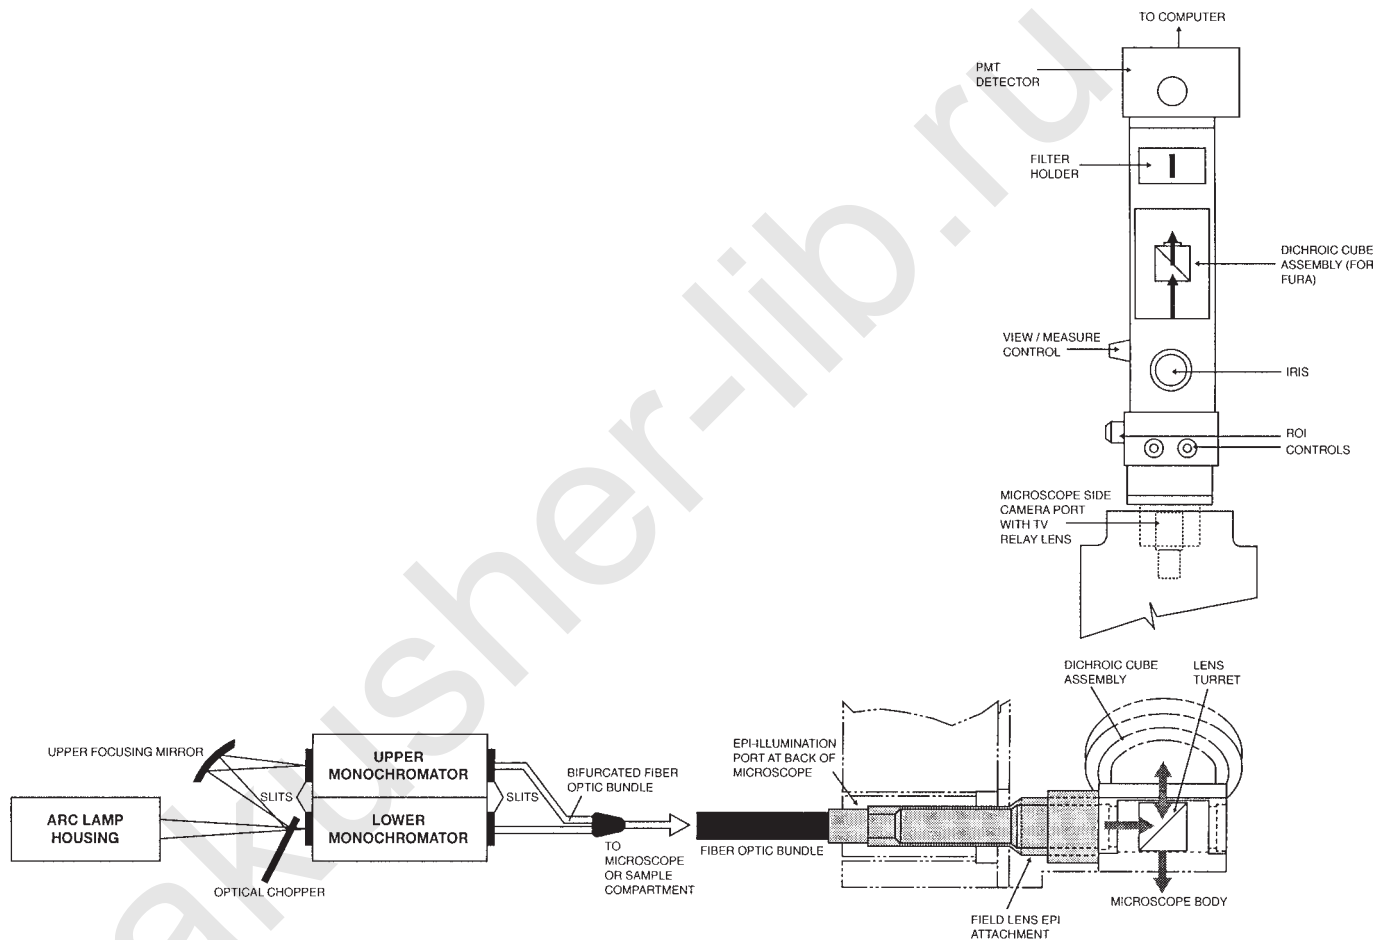 TO COMPUTER
PMT
DETECTOR
FILTER
HOLDER
DICHROIC CUBE
ASSEMBLY (FOR
FURA)
VIEW / MEASURE
CONTROL
IRIS
ROI
CONTROLS
MICROSCOPE SIDE
CAMERA PORT
WITH TV
RELAY LENS
DICHROIC CUBE
ASSEMBLY
LENS
TURRET
UPPER FOCUSING MIRROR
UPPER
MONOCHROMATOR
SLITS
SLITS
BIFURCATED FIBER
OPTIC BUNDLE
EPI-ILLUMINATION
PORT AT BACK OF
MICROSCOPE
ARC LAMP
HOUSING
LOWER
MONOCHROMATOR
OPTICAL CHOPPER
TO
MICROSCOPE
OR SAMPLE
COMPARTMENT
FIBER OPTIC BUNDLE
FIELD LENS EPI
ATTACHMENT
MICROSCOPE BODY
akusher-lib.ru